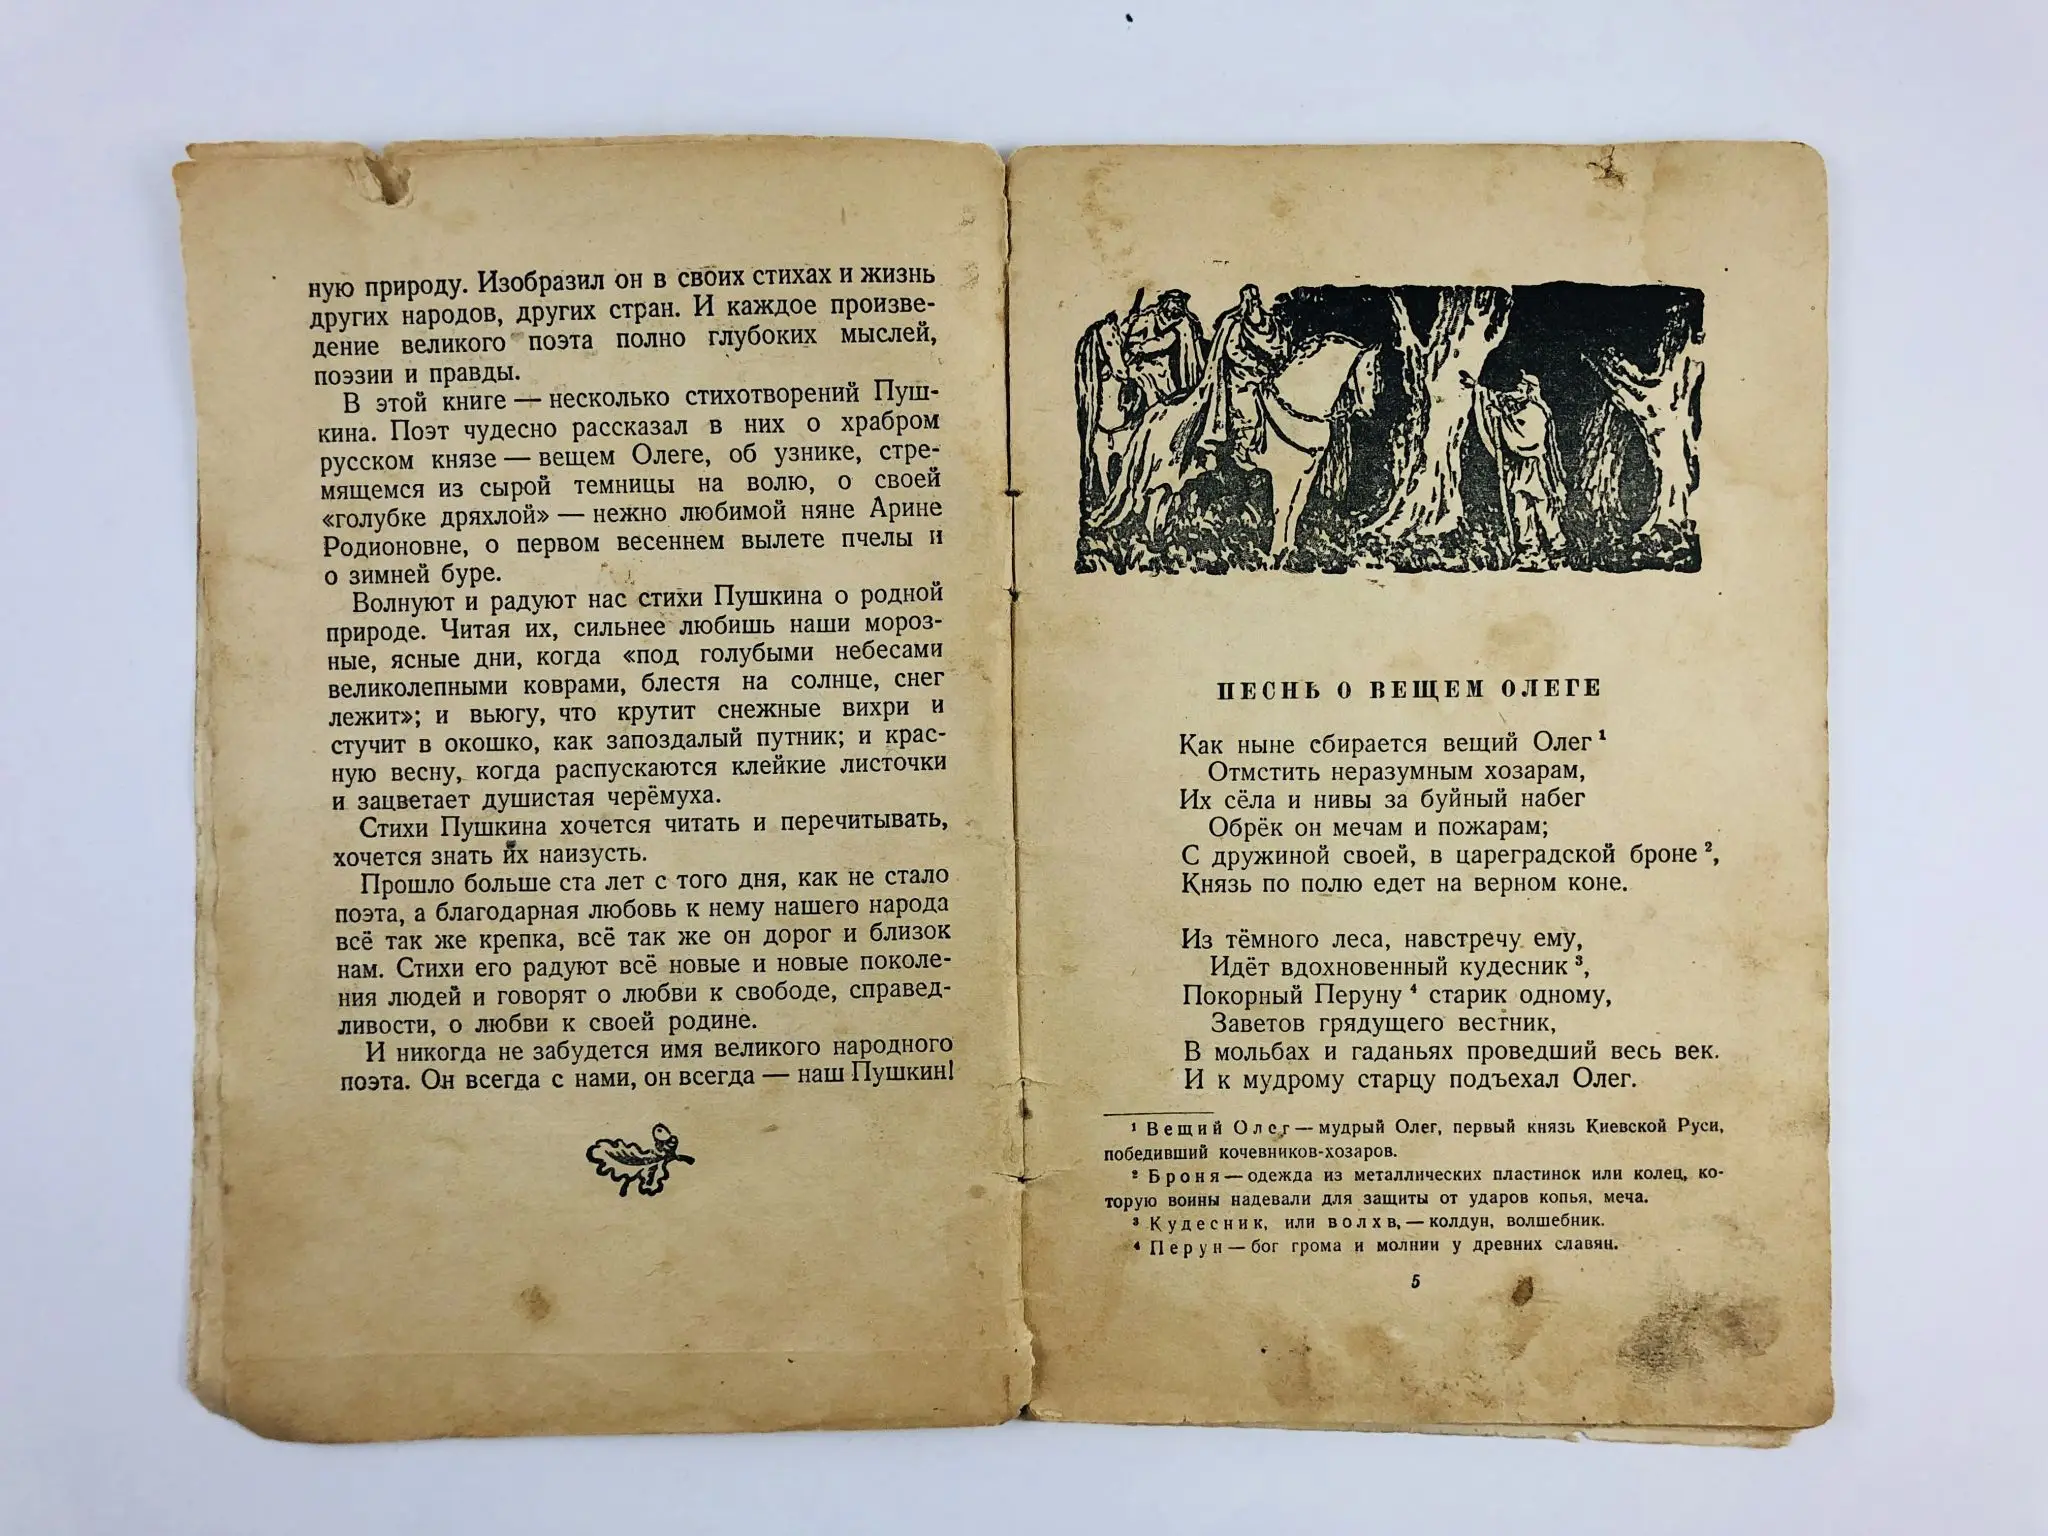 ную природу. Изобразил он в своих стихах и жизнь
других народов, других стран. И каждое произве-
дение великого поэта полно глубоких мыслей,
поэзии и правды.
В этой книге — несколько стихотворений Пуш-
кина. Поэт чудесно рассказал в них о храбром
русском князе — вещем Олеге, об узнике, стре-
мящемся из сырой темницы на волю, о своей
«голубке дряхлой» — нежно любимой няне Арине
Родионовне, о первом весеннем вылете пчелы и
о зимней буре.
Волнуют и радуют нас стихи Пушкина о родной
природе. Читая их, сильнее любишь наши мороз-
ные, ясные дни, когда «под голубыми небесами
великолепными коврами, блестя на солнце, снег
лежит»; и вьюгу, что крутит снежные вихри и
стучит в окошко, как запоздалый путник; и крас-
ную весну, когда распускаются клейкие листочки
и зацветает душистая черёмуха.
Стихи Пушкина хочется читать и перечитывать,
хочется знать их наизусть.
Прошло больше ста лет с того дня, как не стало
поэта, а благодарная любовь к нему нашего народа
всё так же крепка, всё так же он дорог и близок
нам. Стихи его радуют всё новые и новые поколе-
ния людей и говорят о любви к свободе, справед-
ливости, о любви к своей родине.
И никогда не забудется имя великого народного
поэта. Он всегда с нами, он всегда — наш Пушкин!
ПЕСНЬ О ВЕЩЕМ ОЛЕГЕ
Как ныне сбирается вещий Олег ¹
Отмстить неразумным хозарам,
Их сёла и нивы за буйный набег
Обрёк он мечам и пожарам;
С дружиной своей, в цареградской броне ²,
Князь по полю едет на верном коне.
Из тёмного леса, навстречу ему,
Идёт вдохновенный кудесник ³,
Покорный Перуну ⁴ старик одному,
Заветов грядущего вестник,
В мольбах и гаданьях проведший весь век.
И к мудрому старцу подъехал Олег.
¹ Вещий Олег — мудрый Олег, первый князь Киевской Руси,
победивший кочевников-хозаров.
² Броня — одежда из металлических пластинок или колец, ко-
торую воины надевали для защиты от ударов копья, меча.
³ Кудесник, или волхв, — колдун, волшебник.
⁴ Перун — бог грома и молнии у древних славян.
5